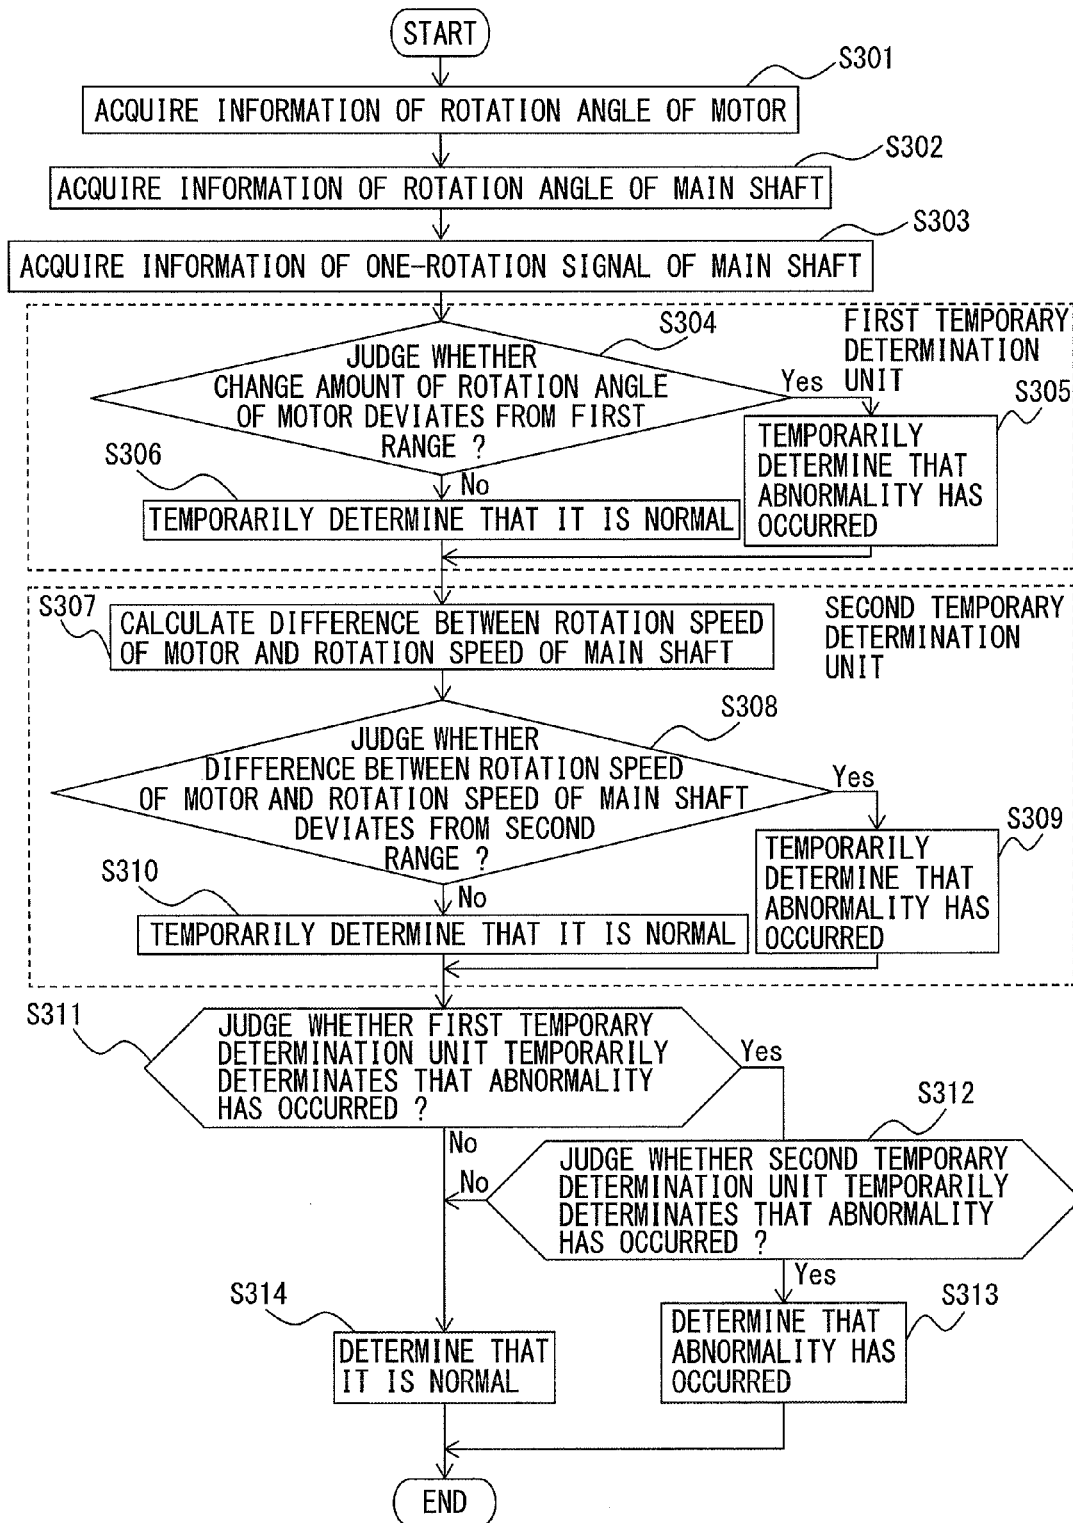 START
S301
ACQUIRE INFORMATION OF ROTATION ANGLE OF MOTOR
S302
ACQUIRE INFORMATION OF ROTATION ANGLE OF MAIN SHAFT
S303
ACQUIRE INFORMATION OF ONE-ROTATION SIGNAL OF MAIN SHAFT
S304
FIRST TEMPORARY
DETERMINATION
UNIT
JUDGE WHETHER
CHANGE AMOUNT OF ROTATION ANGLE
OF MOTOR DEVIATES FROM FIRST
RANGE ?
Yes
S305
TEMPORARILY
DETERMINE THAT
ABNORMALITY HAS
OCCURRED
S306
No
TEMPORARILY DETERMINE THAT IT IS NORMAL
S307
CALCULATE DIFFERENCE BETWEEN ROTATION SPEED
OF MOTOR AND ROTATION SPEED OF MAIN SHAFT
SECOND TEMPORARY
DETERMINATION
UNIT
S308
JUDGE WHETHER
DIFFERENCE BETWEEN ROTATION SPEED
OF MOTOR AND ROTATION SPEED OF MAIN SHAFT
DEVIATES FROM SECOND
RANGE ?
Yes
S309
TEMPORARILY
DETERMINE THAT
ABNORMALITY HAS
OCCURRED
S310
No
TEMPORARILY DETERMINE THAT IT IS NORMAL
S311
JUDGE WHETHER FIRST TEMPORARY
DETERMINATION UNIT TEMPORARILY
DETERMINATES THAT ABNORMALITY
HAS OCCURRED ?
Yes
No
S312
JUDGE WHETHER SECOND TEMPORARY
DETERMINATION UNIT TEMPORARILY
DETERMINATES THAT ABNORMALITY
HAS OCCURRED ?
No
Yes
S313
DETERMINE THAT
ABNORMALITY HAS
OCCURRED
S314
DETERMINE THAT
IT IS NORMAL
END